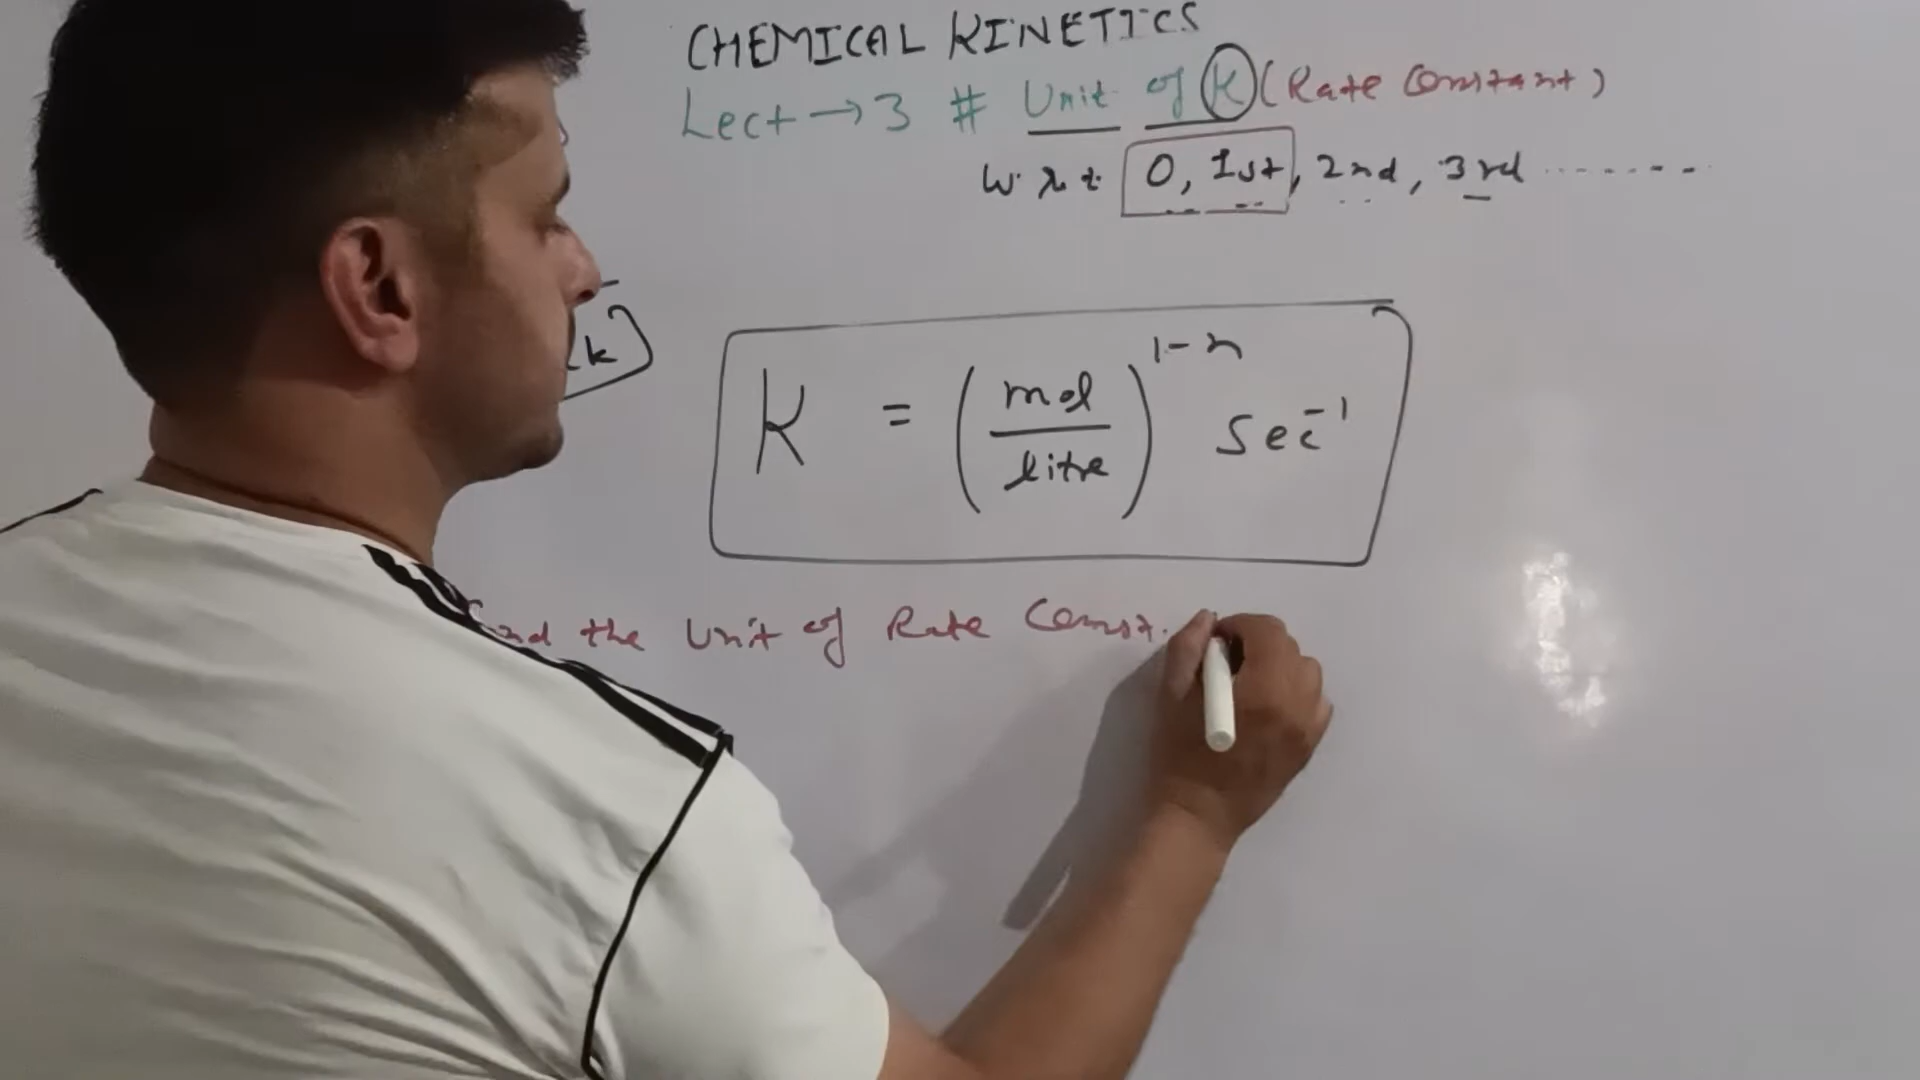 CHEMICAL KINETICS
Lect → 3 # Unit of K (Rate Constant)
w.r.t 0, 1st, 2nd, 3rd ........
k
K = (mol/litre)^1-n Sec^-1
the Unit of Rate Const.